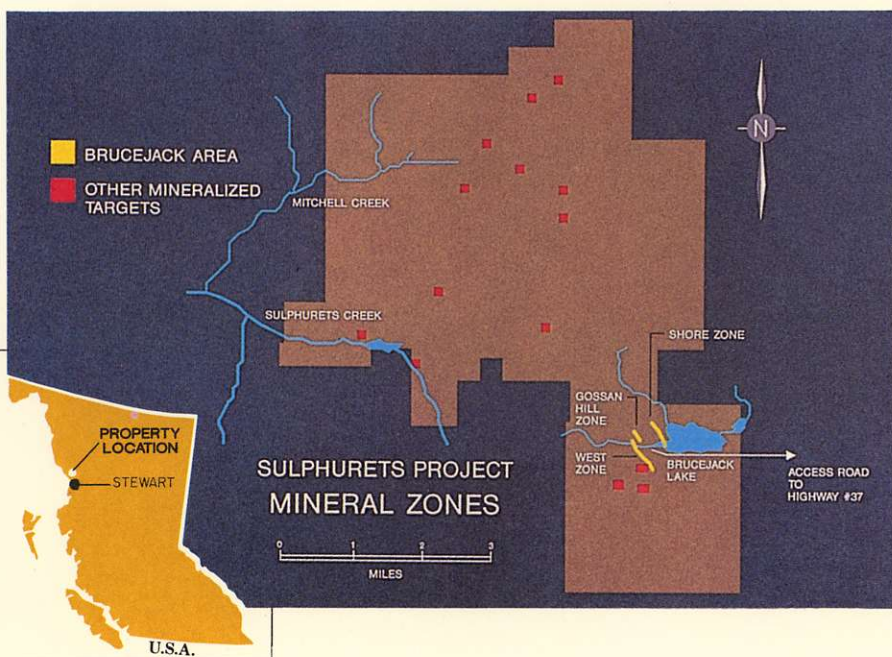 BRUCEJACK AREA
OTHER MINERALIZED
TARGETS
N
MITCHELL CREEK
SULPHURETS CREEK
SHORE ZONE
GOSSAN
HILL
ZONE
WEST
ZONE
BRUCEJACK
LAKE
ACCESS ROAD
TO
HIGHWAY #37
SULPHURETS PROJECT
MINERAL ZONES
0 1 2 3
MILES
PROPERTY
LOCATION
STEWART
U.S.A.